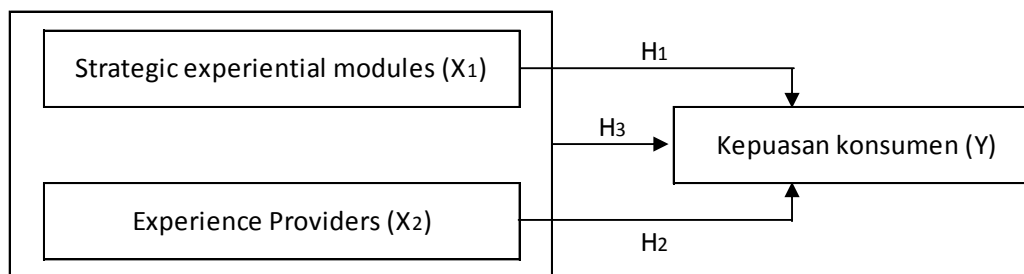 Strategic experiential modules (X1)
H1
H3
Kepuasan konsumen (Y)
Experience Providers (X2)
H2